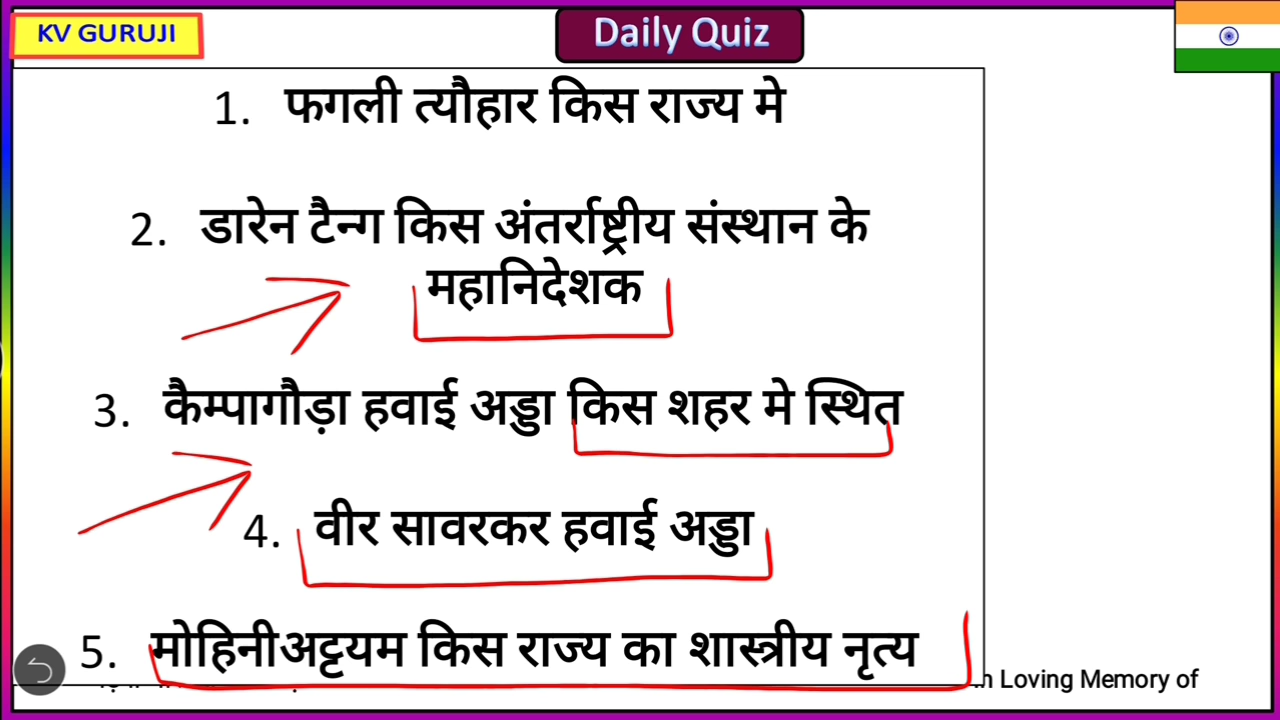 KV GURUJI
Daily Quiz
1. फगली त्यौहार किस राज्य मे
2. डारेन टैन्ग किस अंतर्राष्ट्रीय संस्थान के
महानिदेशक
3. कैम्पागौड़ा हवाई अड्डा किस शहर मे स्थित
4. वीर सावरकर हवाई अड्डा
5. मोहिनीअट्टयम किस राज्य का शास्त्रीय नृत्य
Loving Memory of